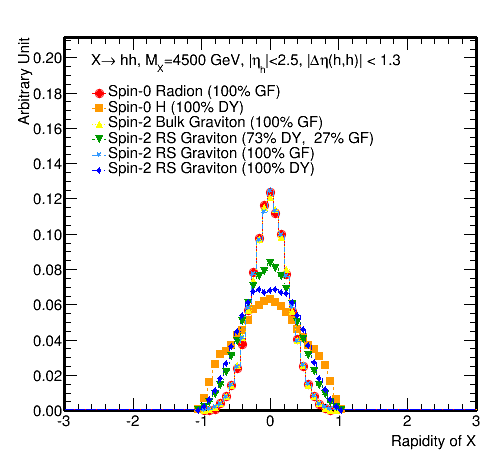 X→ hh, M_X=4500 GeV, |η_h|<2.5, |Δη(h,h)| < 1.3
Spin-0 Radion (100% GF)
Spin-0 H (100% DY)
Spin-2 Bulk Graviton (100% GF)
Spin-2 RS Graviton (73% DY, 27% GF)
Spin-2 RS Graviton (100% GF)
Spin-2 RS Graviton (100% DY)
Arbitrary Unit
0.20
0.18
0.16
0.14
0.12
0.10
0.08
0.06
0.04
0.02
0.00
-3 -2 -1 0 1 2 3
Rapidity of X